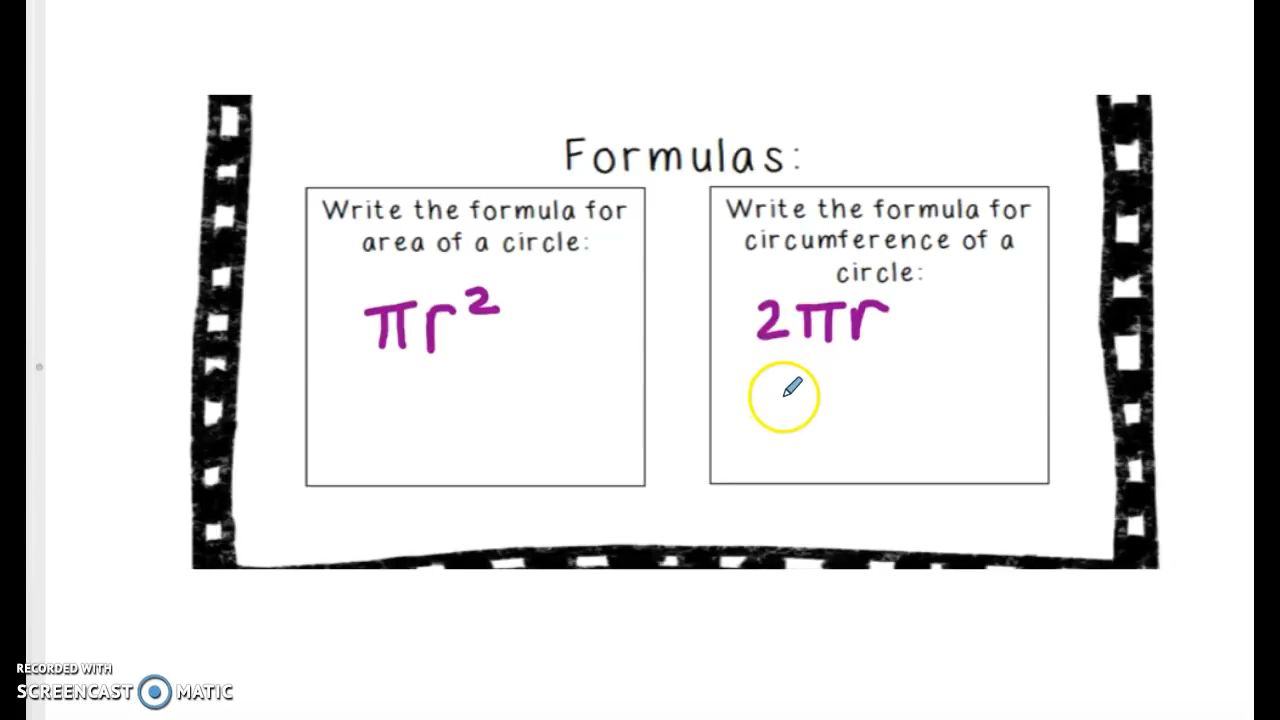 Formulas:
Write the formula for
area of a circle:
πr²
Write the formula for
circumference of a
circle:
2πr
RECORDED WITH
SCREENCAST MATIC